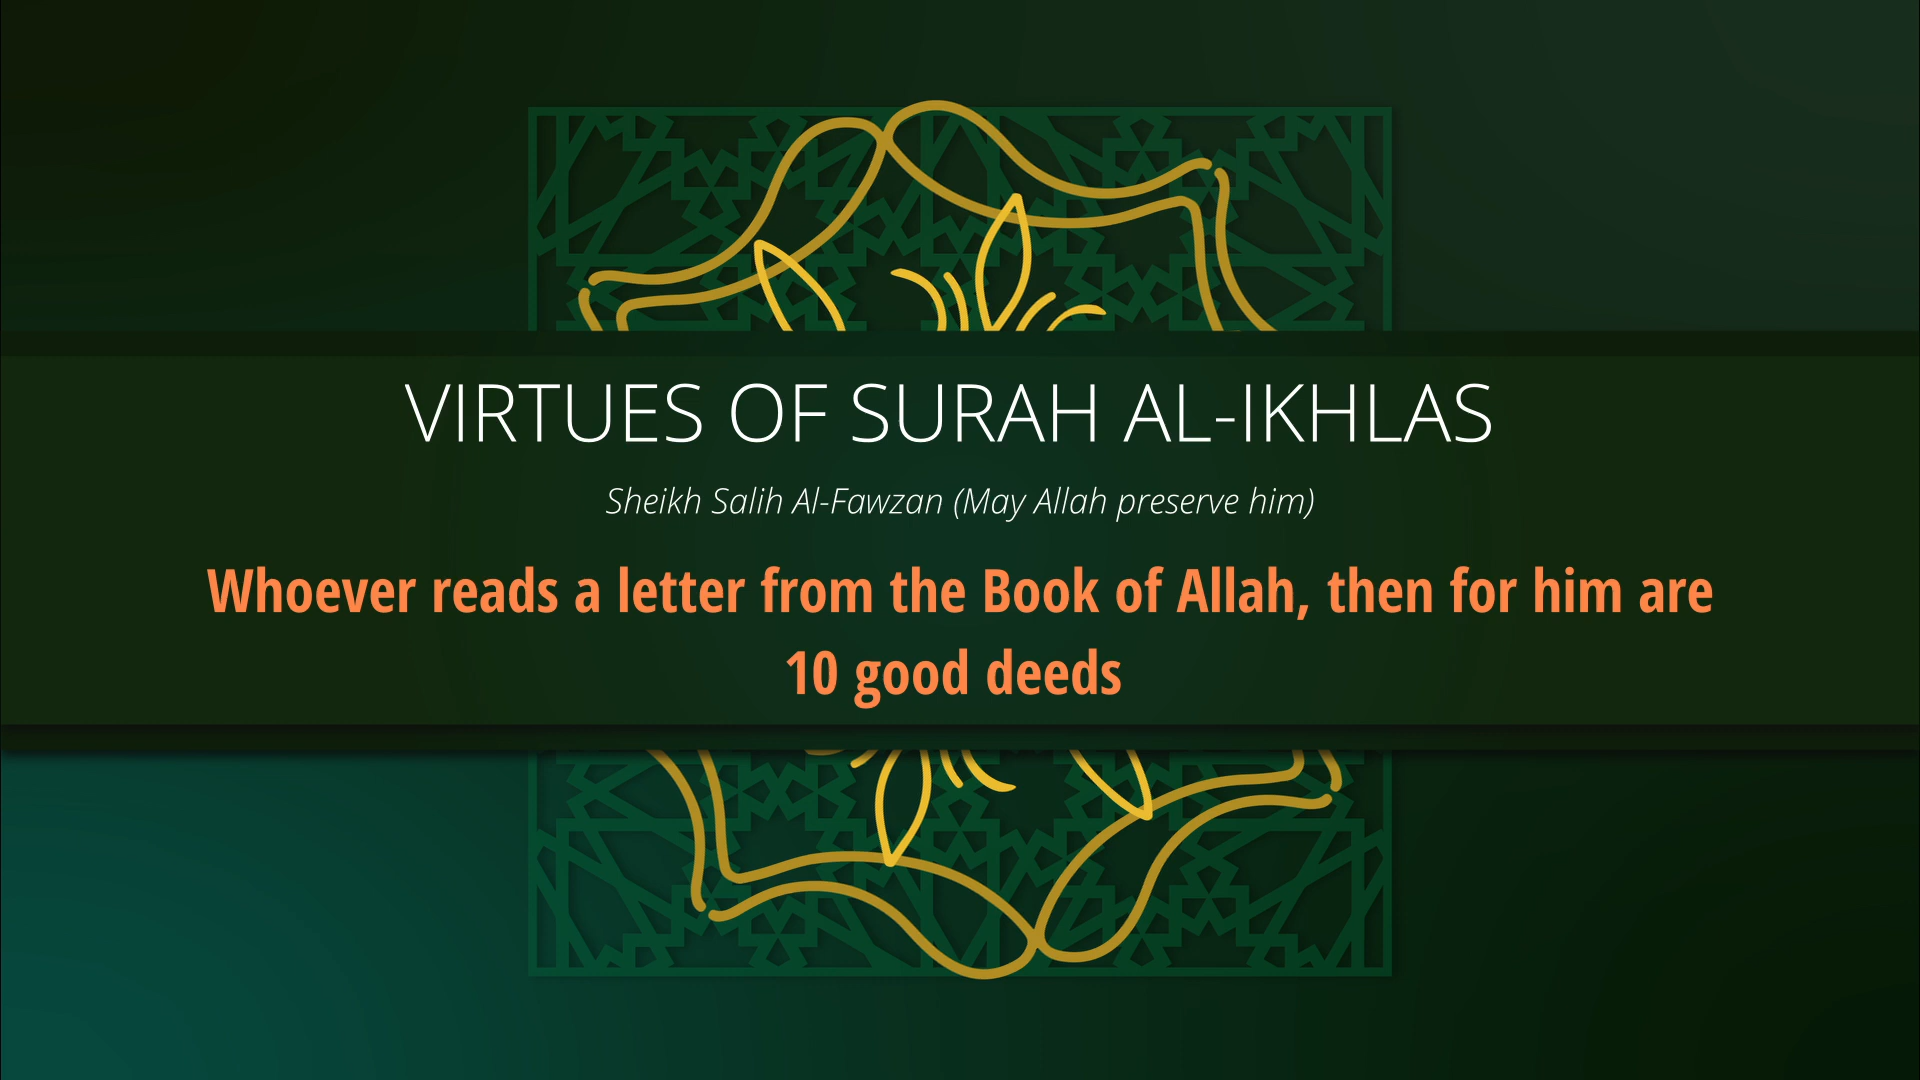 VIRTUES OF SURAH AL-IKHLAS
Sheikh Salih Al-Fawzan (May Allah preserve him)
Whoever reads a letter from the Book of Allah, then for him are
10 good deeds